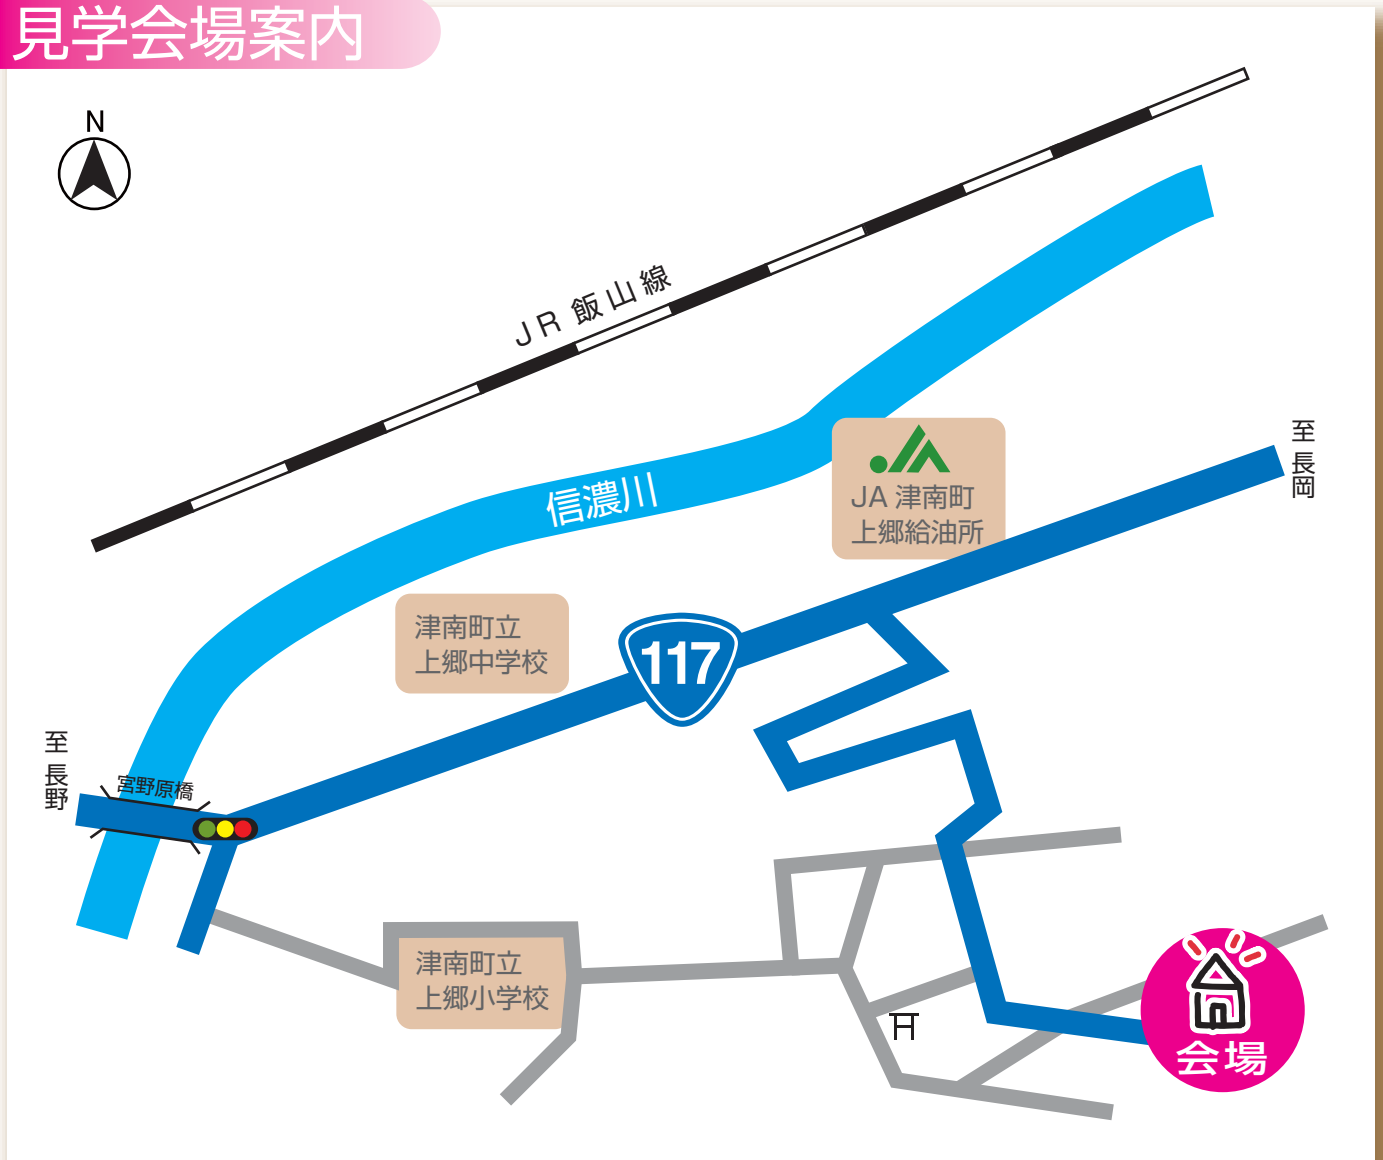 見学会場案内
N
JR飯山線
至長岡
JA 津南町
上郷給油所
信濃川
津南町立
上郷中学校
117
至長野
宮野原橋
津南町立
上郷小学校
会場